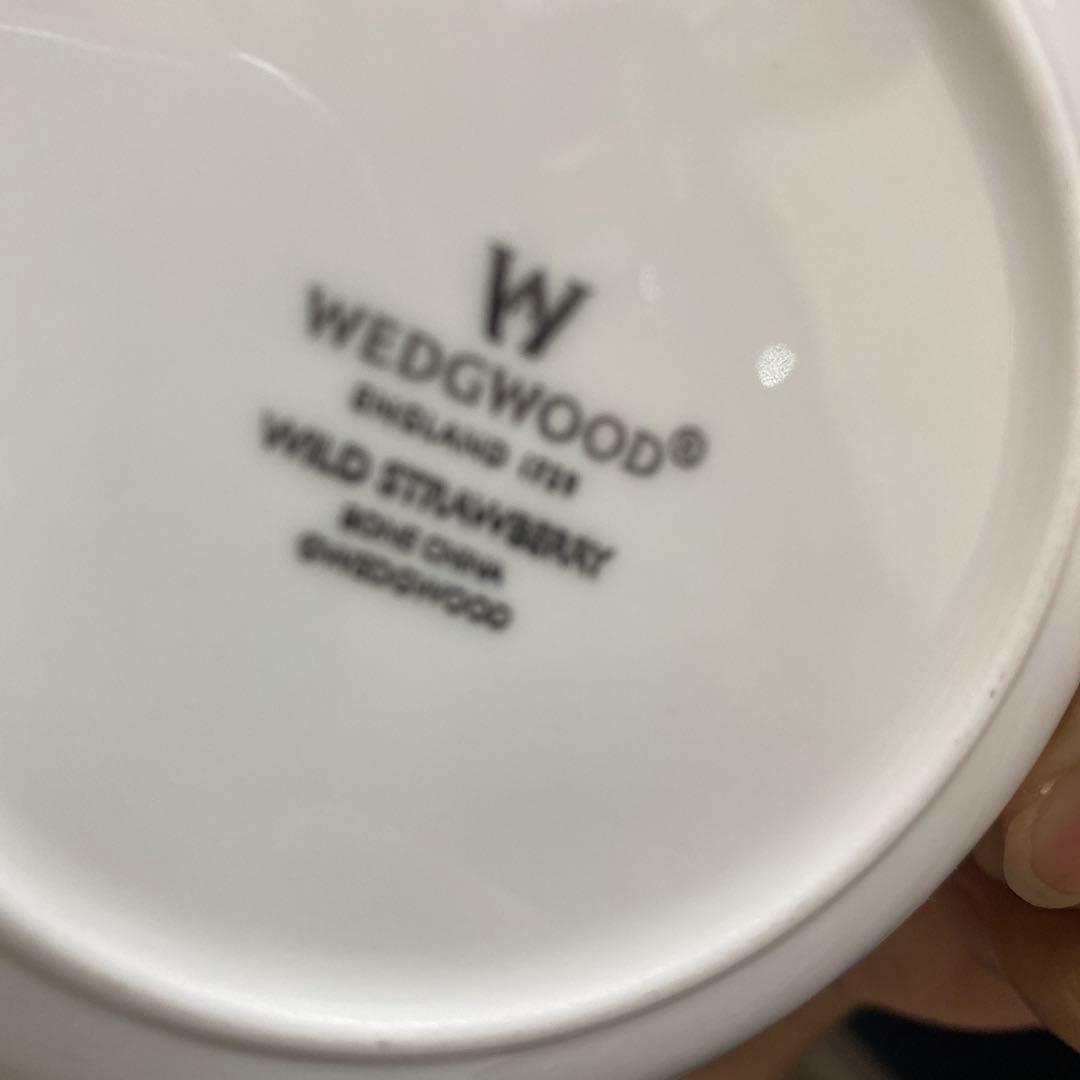 W
WEDGWOOD®
ENGLAND 1759
WILD STRAWBERRY
BONE CHINA
©WEDGWOOD